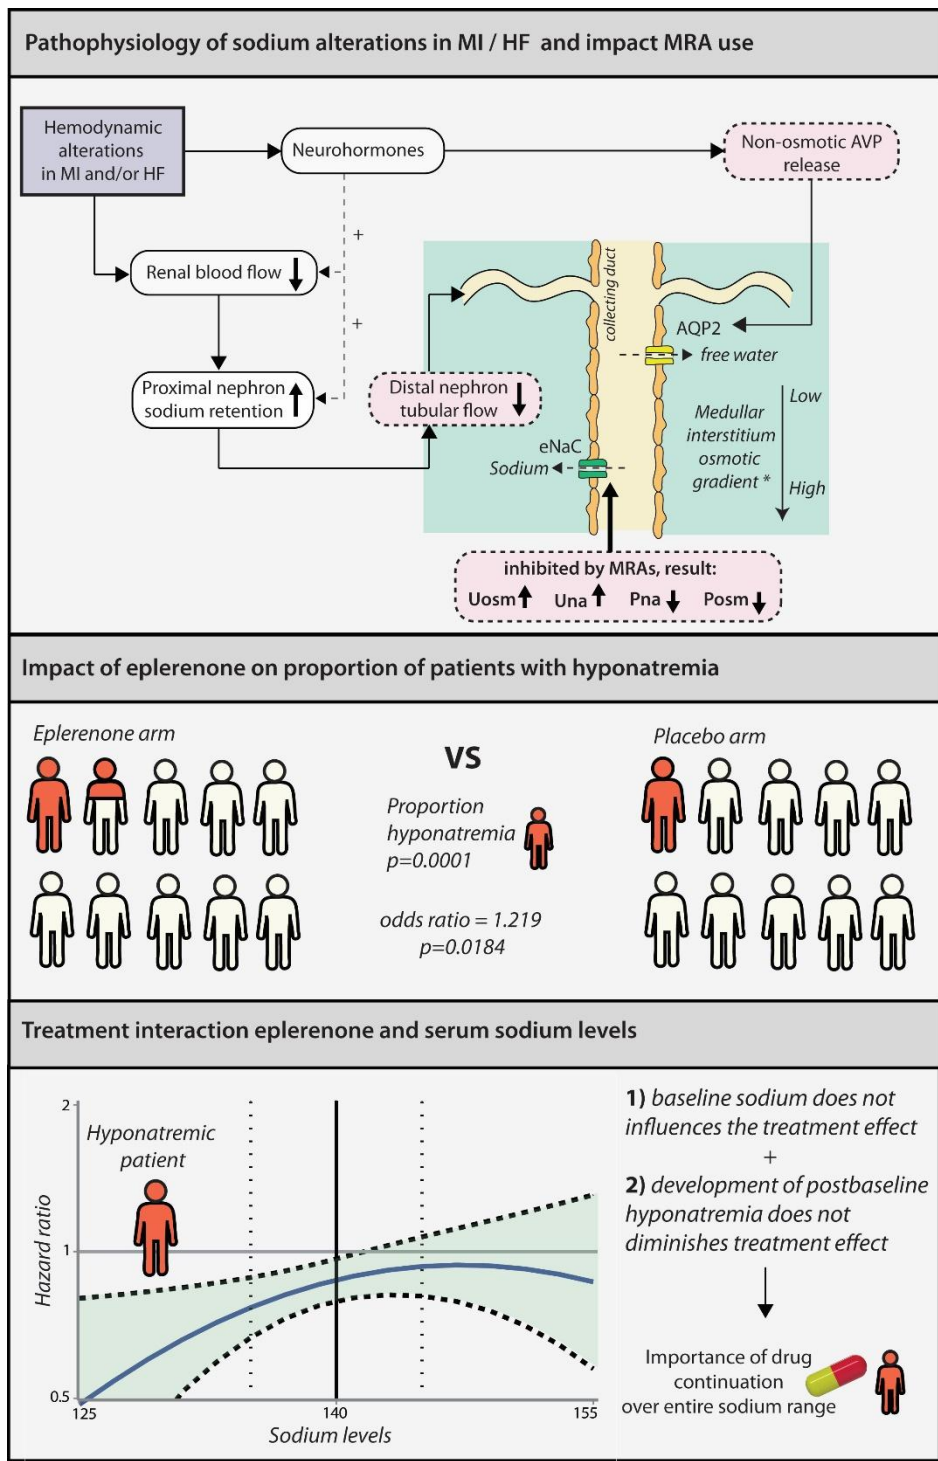 Pathophysiology of sodium alterations in MI / HF and impact MRA use
Hemodynamic
alterations
in MI and/or HF
Neurohormones
Non-osmotic AVP
release
+
Renal blood flow
+
Proximal nephron
sodium retention
Distal nephron
tubular flow
collecting duct
AQP2
free water
eNaC
Sodium
Medullar
interstitium
osmotic
gradient *
Low
High
inhibited by MRAs, result:
Uosm Una Pna Posm
Impact of eplerenone on proportion of patients with hyponatremia
Eplerenone arm
VS
Placebo arm
Proportion
hyponatremia
p=0.0001
odds ratio = 1.219
p=0.0184
Treatment interaction eplerenone and serum sodium levels
2
1
0.5
Hazard ratio
Hyponatremic
patient
125
140
155
Sodium levels
1) baseline sodium does not
influences the treatment effect
+
2) development of postbaseline
hyponatremia does not
diminishes treatment effect
Importance of drug
continuation
over entire sodium range